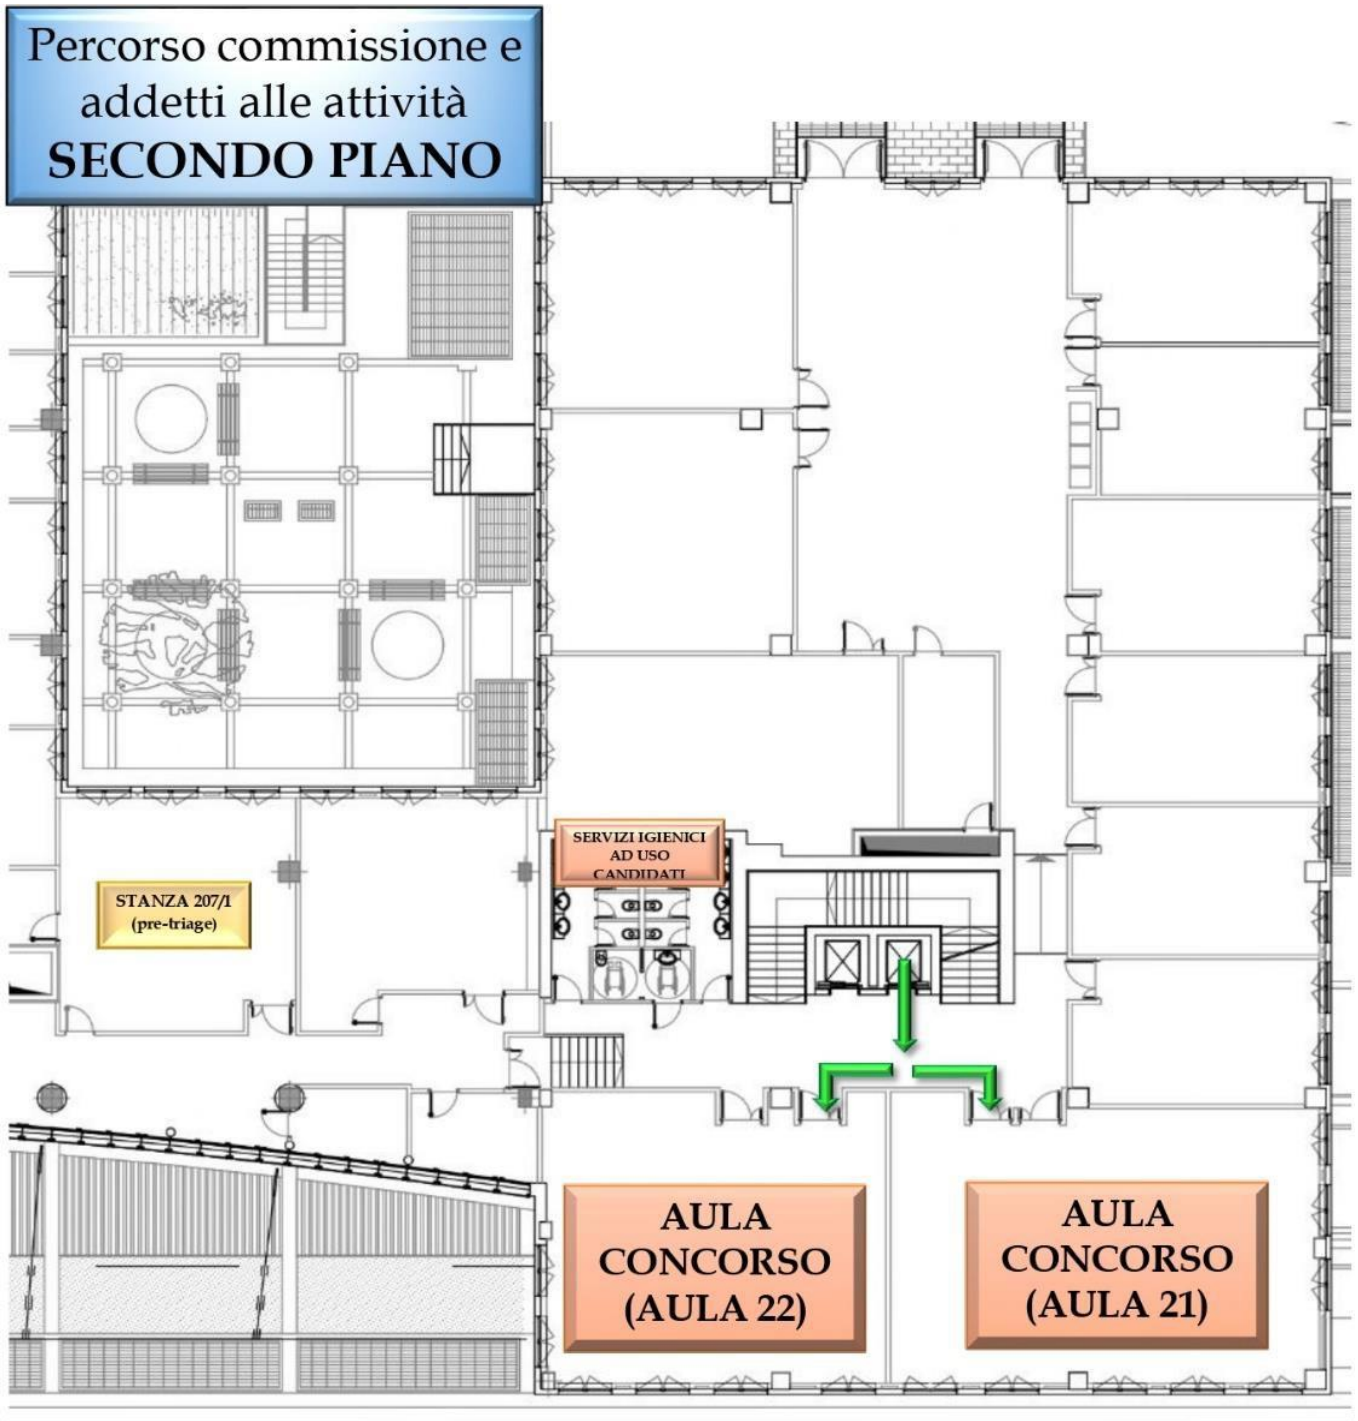 Percorso commissione e
addetti alle attività
SECONDO PIANO
SERVIZI IGIENICI
AD USO
CANDIDATI
STANZA 207/1
(pre-triage)
AULA
CONCORSO
(AULA 22)
AULA
CONCORSO
(AULA 21)